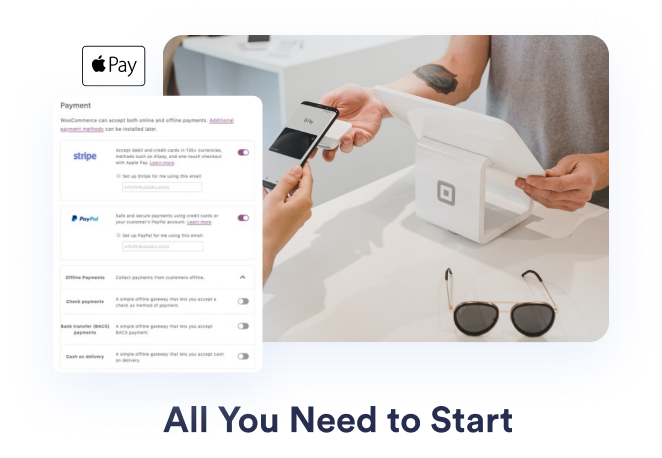 Pay
G Pay
Payment
WooCommerce can accept both online and offline payments. Additional
payment methods can be installed later.
stripe
Accept debit and credit cards in 135+ currencies,
methods such as Alipay, and one-touch checkout
with Apple Pay. Learn more.
Set up Stripe for me using this email:
PayPal
Safe and secure payments using credit cards or
your customer's PayPal account. Learn more.
Set up PayPal for me using this email:
Offline Payments
Collect payments from customers offline.
Check payments
A simple offline gateway that lets you accept a
check as method of payment.
Bank transfer (BACS)
payments
A simple offline gateway that lets you accept
BACS payment.
Cash on delivery
A simple offline gateway that lets you accept cash
on delivery.
All You Need to Start